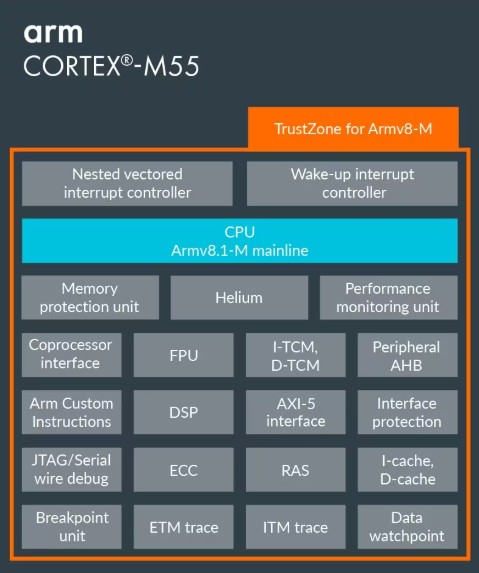 arm
CORTEX®-M55
TrustZone for Armv8-M
Nested vectored
interrupt controller
Wake-up interrupt
controller
CPU
Armv8.1-M mainline
Memory
protection unit
Helium
Performance
monitoring unit
Coprocessor
interface
FPU
I-TCM,
D-TCM
Peripheral
AHB
Arm Custom
Instructions
DSP
AXI-5
interface
Interface
protection
JTAG/Serial
wire debug
ECC
RAS
I-cache,
D-cache
Breakpoint
unit
ETM trace
ITM trace
Data
watchpoint